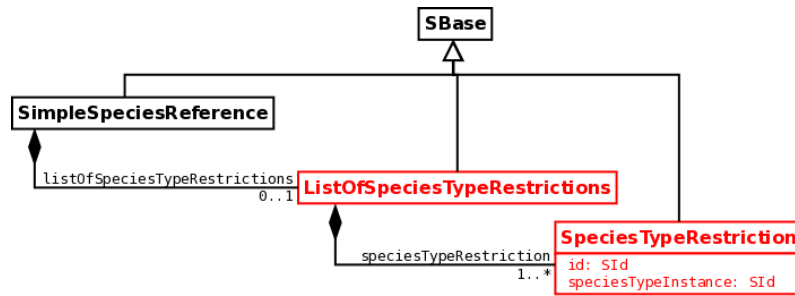 SBase
SimpleSpeciesReference
listOfSpeciesTypeRestrictions
0..1
ListOfSpeciesTypeRestrictions
speciesTypeRestriction
1..*
SpeciesTypeRestriction
id: SId
speciesTypeInstance: SId